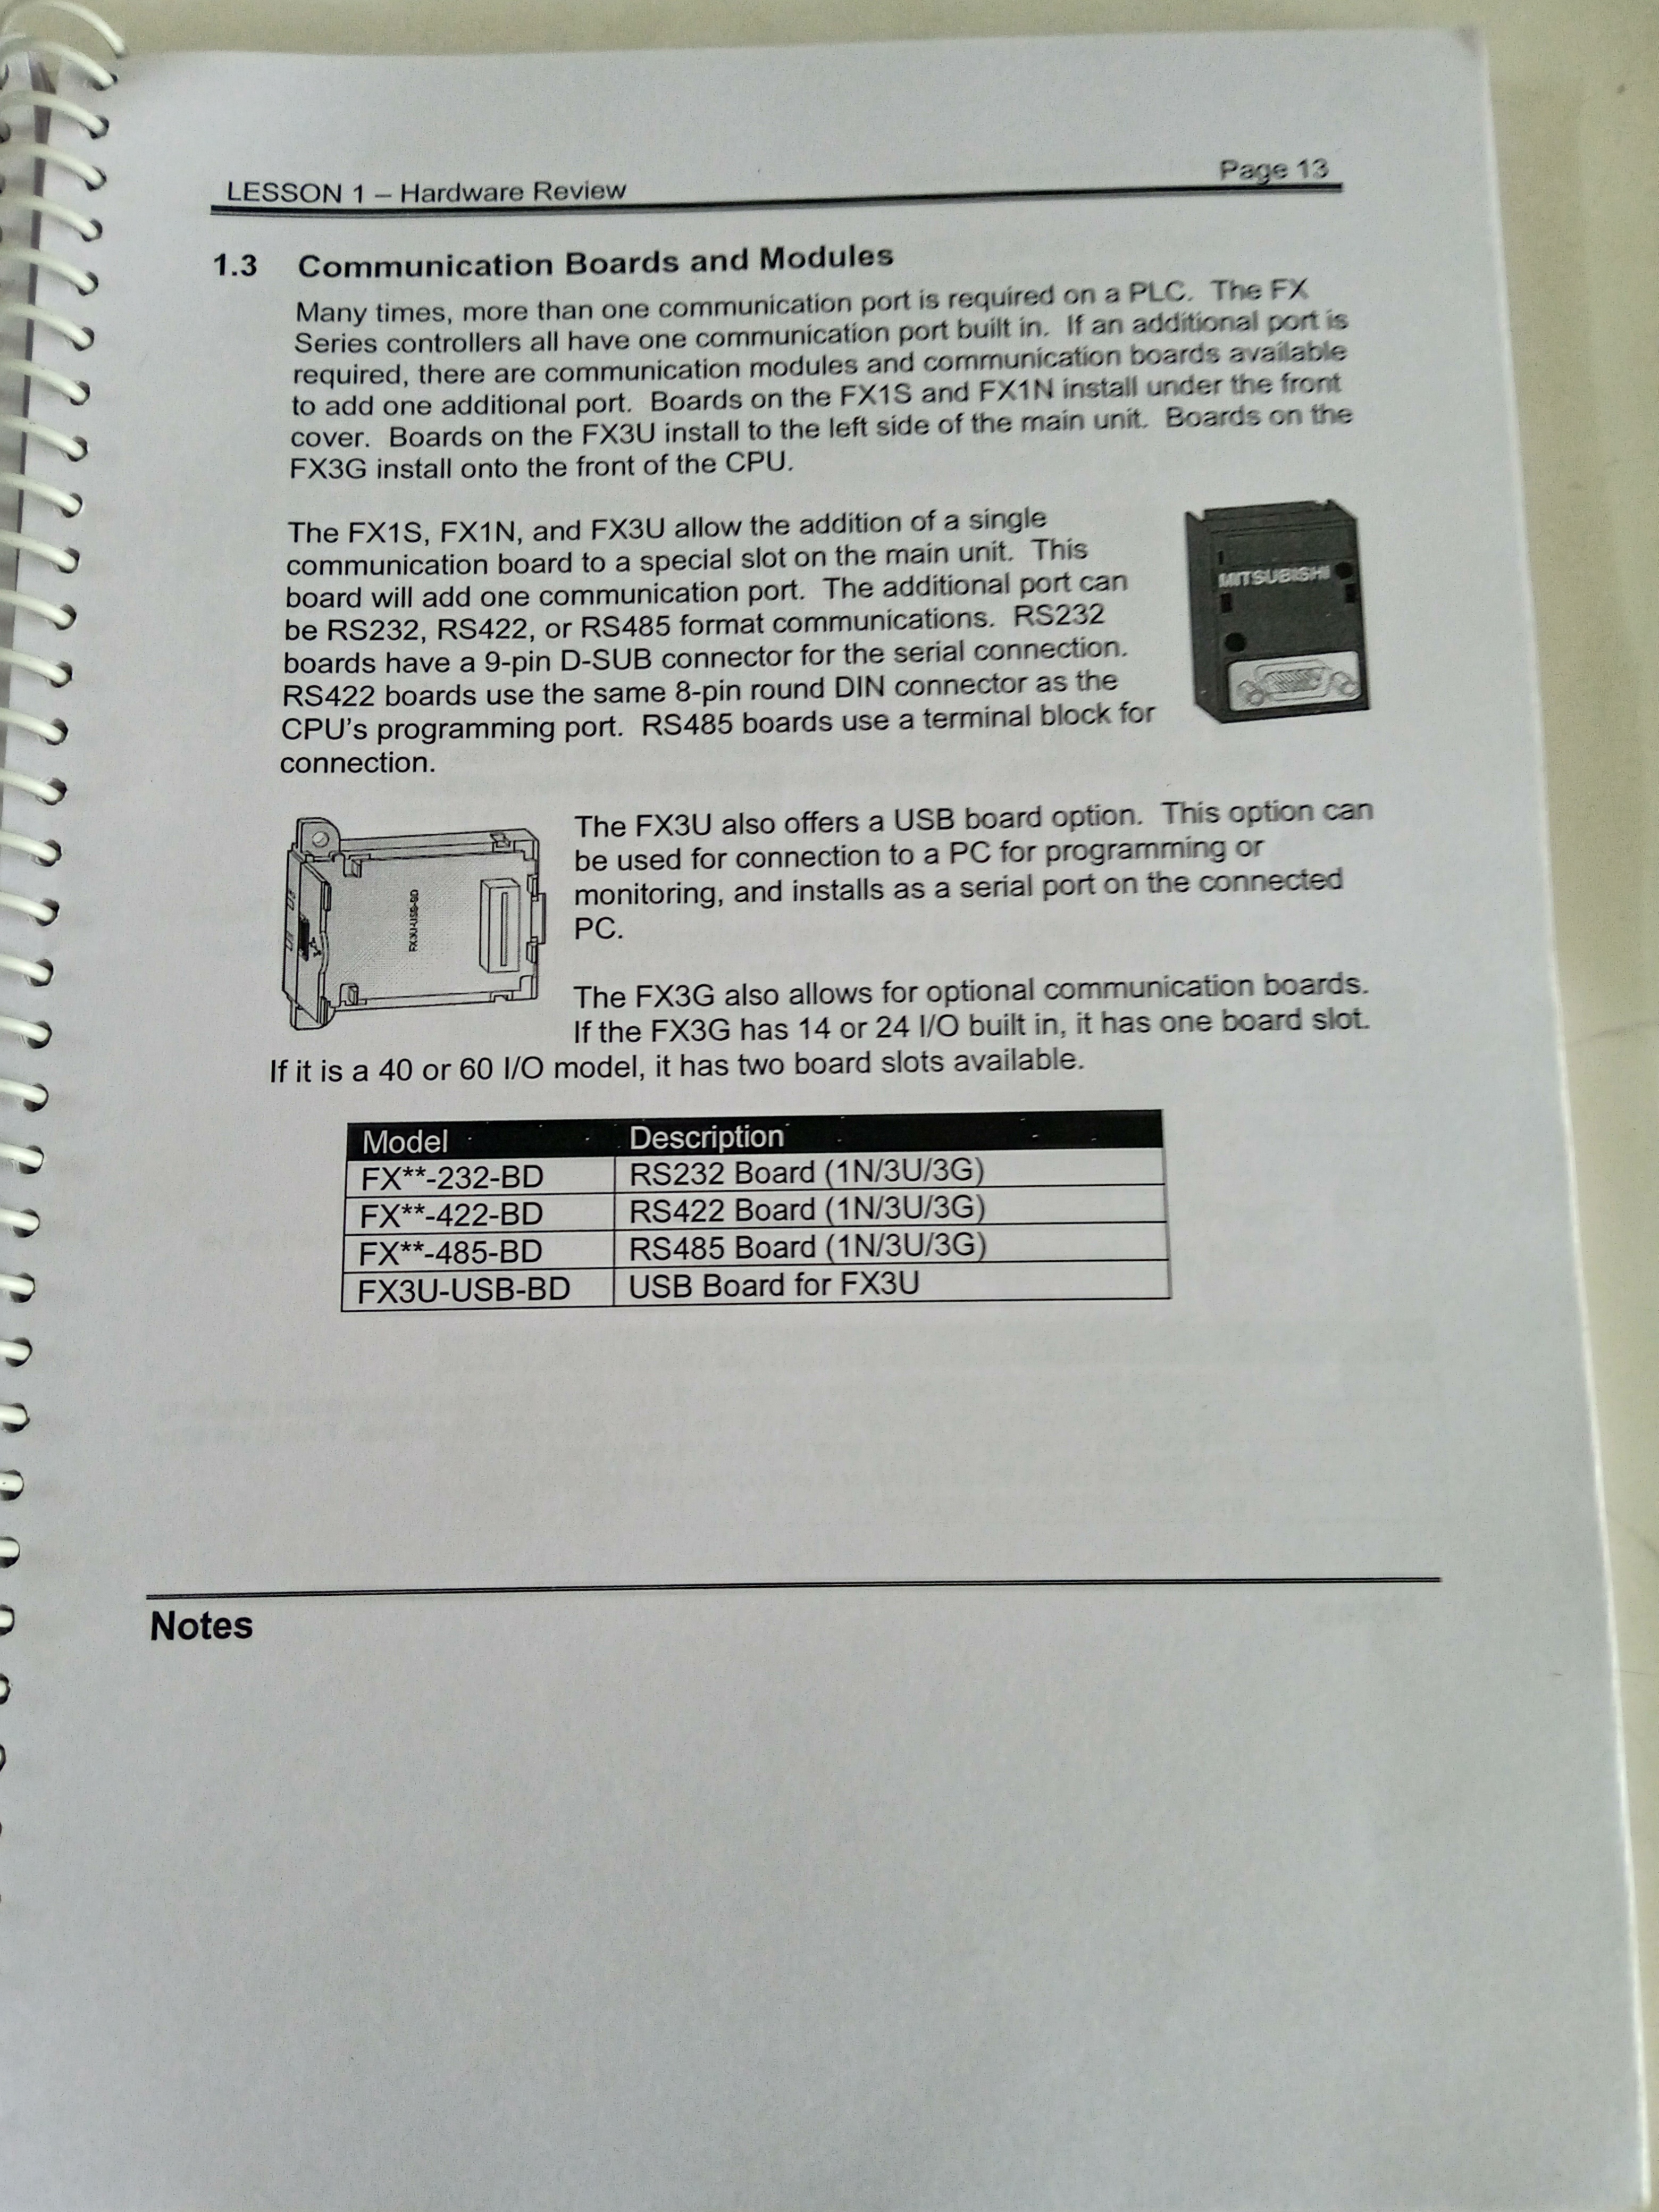 LESSON 1 – Hardware Review Page 13
1.3 Communication Boards and Modules
Many times, more than one communication port is required on a PLC. The FX
Series controllers all have one communication port built in. If an additional port is
required, there are communication modules and communication boards available
to add one additional port. Boards on the FX1S and FX1N install under the front
cover. Boards on the FX3U install to the left side of the main unit. Boards on the
FX3G install onto the front of the CPU.
The FX1S, FX1N, and FX3U allow the addition of a single
communication board to a special slot on the main unit. This
board will add one communication port. The additional port can
be RS232, RS422, or RS485 format communications. RS232
boards have a 9-pin D-SUB connector for the serial connection.
RS422 boards use the same 8-pin round DIN connector as the
CPU's programming port. RS485 boards use a terminal block for
connection.
MITSUBISHI
FX3U-USB-BD
The FX3U also offers a USB board option. This option can
be used for connection to a PC for programming or
monitoring, and installs as a serial port on the connected
PC.
The FX3G also allows for optional communication boards.
If the FX3G has 14 or 24 I/O built in, it has one board slot.
If it is a 40 or 60 I/O model, it has two board slots available.
Model Description
FX**-232-BD RS232 Board (1N/3U/3G)
FX**-422-BD RS422 Board (1N/3U/3G)
FX**-485-BD RS485 Board (1N/3U/3G)
FX3U-USB-BD USB Board for FX3U
Notes